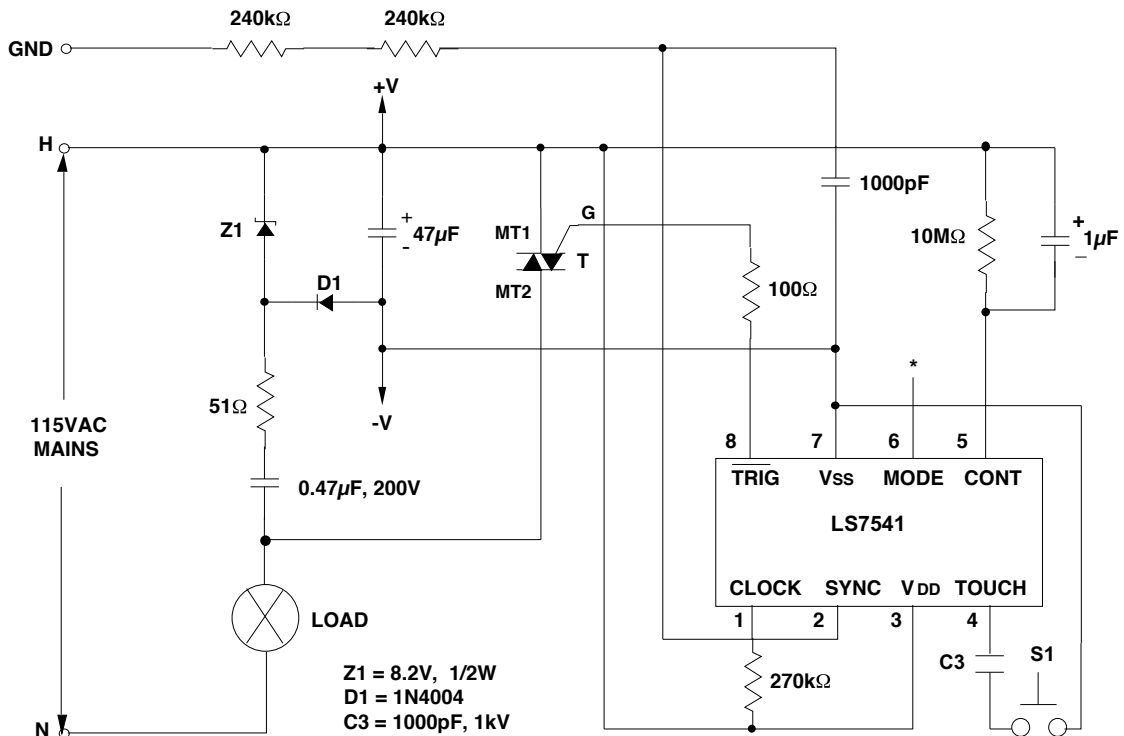 240kΩ
240kΩ
GND
+V
H
1000pF
G
Z1
+
47µF
-
MT1
T
MT2
10MΩ
+
1µF
–
D1
100Ω
*
51Ω
-V
115VAC
MAINS
8
7
6
5
0.47µF, 200V
TRIG
VSS
MODE
CONT
LS7541
CLOCK
SYNC
VDD
TOUCH
LOAD
1
2
3
4
C3
S1
Z1 = 8.2V, 1/2W
270kΩ
D1 = 1N4004
C3 = 1000pF, 1kV
N